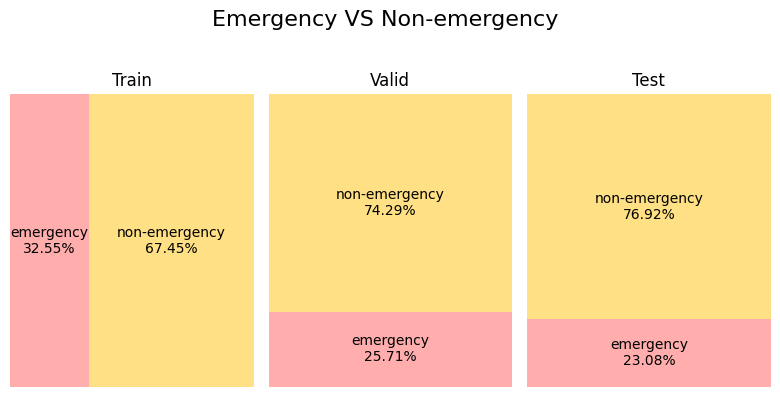 Emergency VS Non-emergency
Train
emergency
32.55%
non-emergency
67.45%
Valid
non-emergency
74.29%
emergency
25.71%
Test
non-emergency
76.92%
emergency
23.08%